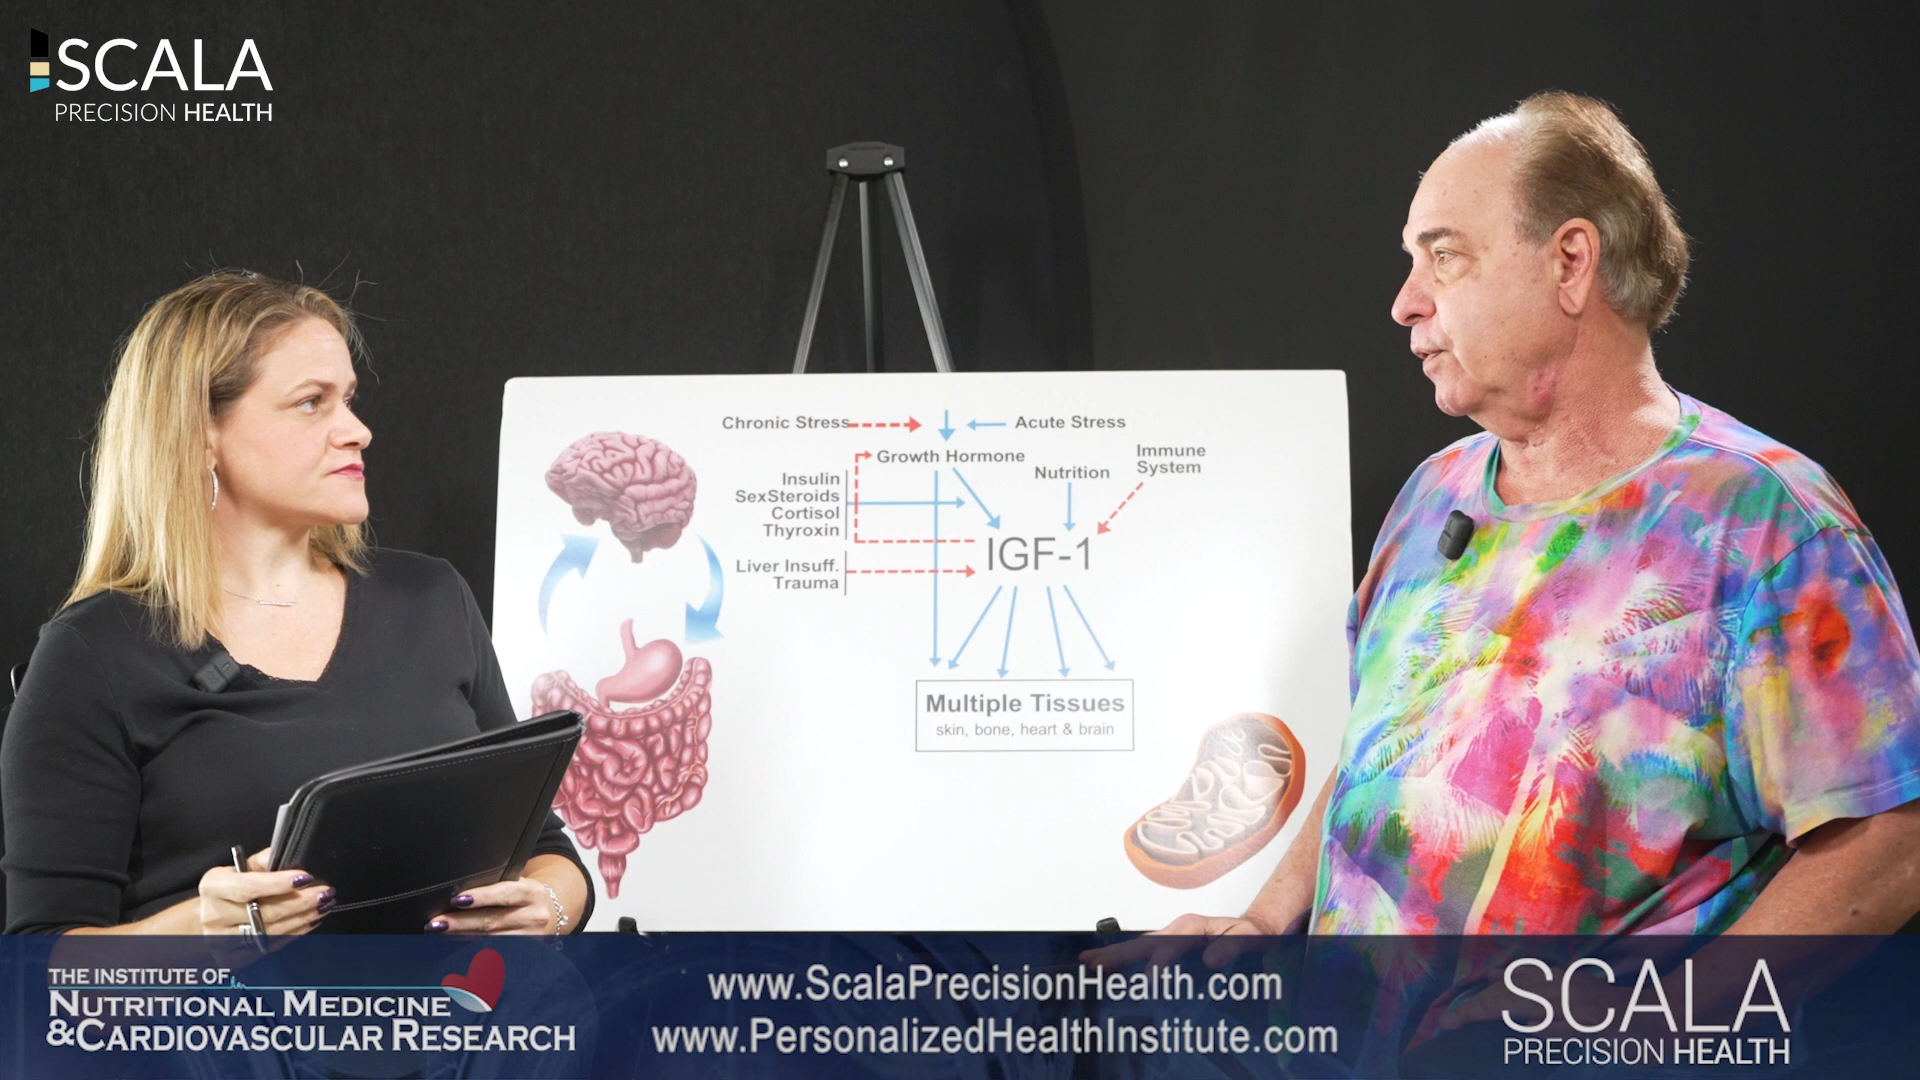 SCALA
PRECISION HEALTH
Chronic Stress
Acute Stress
Growth Hormone
Immune
System
Nutrition
Insulin
SexSteroids
Cortisol
Thyroxin
IGF-1
Liver Insuff.
Trauma
Multiple Tissues
skin, bone, heart & brain
THE INSTITUTE OF
NUTRITIONAL MEDICINE
&CARDIOVASCULAR RESEARCH
www.ScalaPrecisionHealth.com
www.PersonalizedHealthInstitute.com
SCALA
PRECISION HEALTH